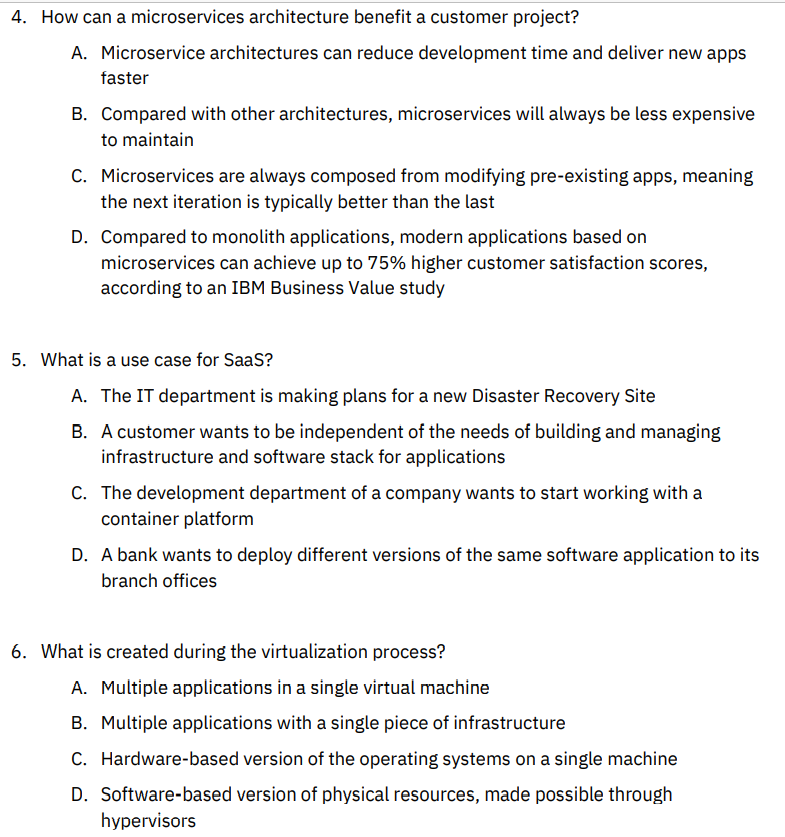 4. How can a microservices architecture benefit a customer project?
A. Microservice architectures can reduce development time and deliver new apps
faster
B. Compared with other architectures, microservices will always be less expensive
to maintain
C. Microservices are always composed from modifying pre-existing apps, meaning
the next iteration is typically better than the last
D. Compared to monolith applications, modern applications based on
microservices can achieve up to 75% higher customer satisfaction scores,
according to an IBM Business Value study
5. What is a use case for SaaS?
A. The IT department is making plans for a new Disaster Recovery Site
B. A customer wants to be independent of the needs of building and managing
infrastructure and software stack for applications
C. The development department of a company wants to start working with a
container platform
D. A bank wants to deploy different versions of the same software application to its
branch offices
6. What is created during the virtualization process?
A. Multiple applications in a single virtual machine
B. Multiple applications with a single piece of infrastructure
C. Hardware-based version of the operating systems on a single machine
D. Software-based version of physical resources, made possible through
hypervisors